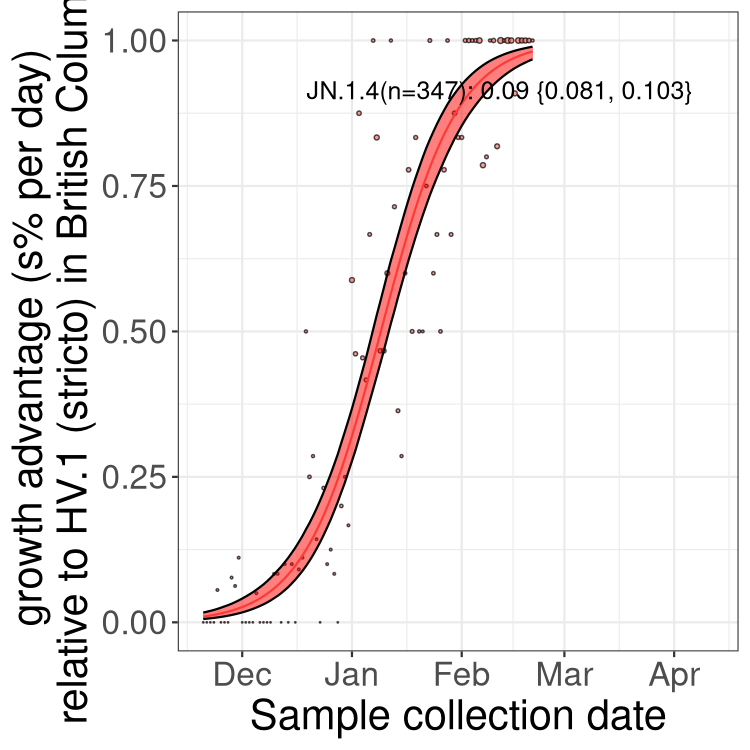 growth advantage (s% per day)
relative to HV.1 (stricto) in British Colum
1.00
0.75
0.50
0.25
0.00
JN.1.4(n=347): 0.09 {0.081, 0.103}
Dec Jan Feb Mar Apr
Sample collection date